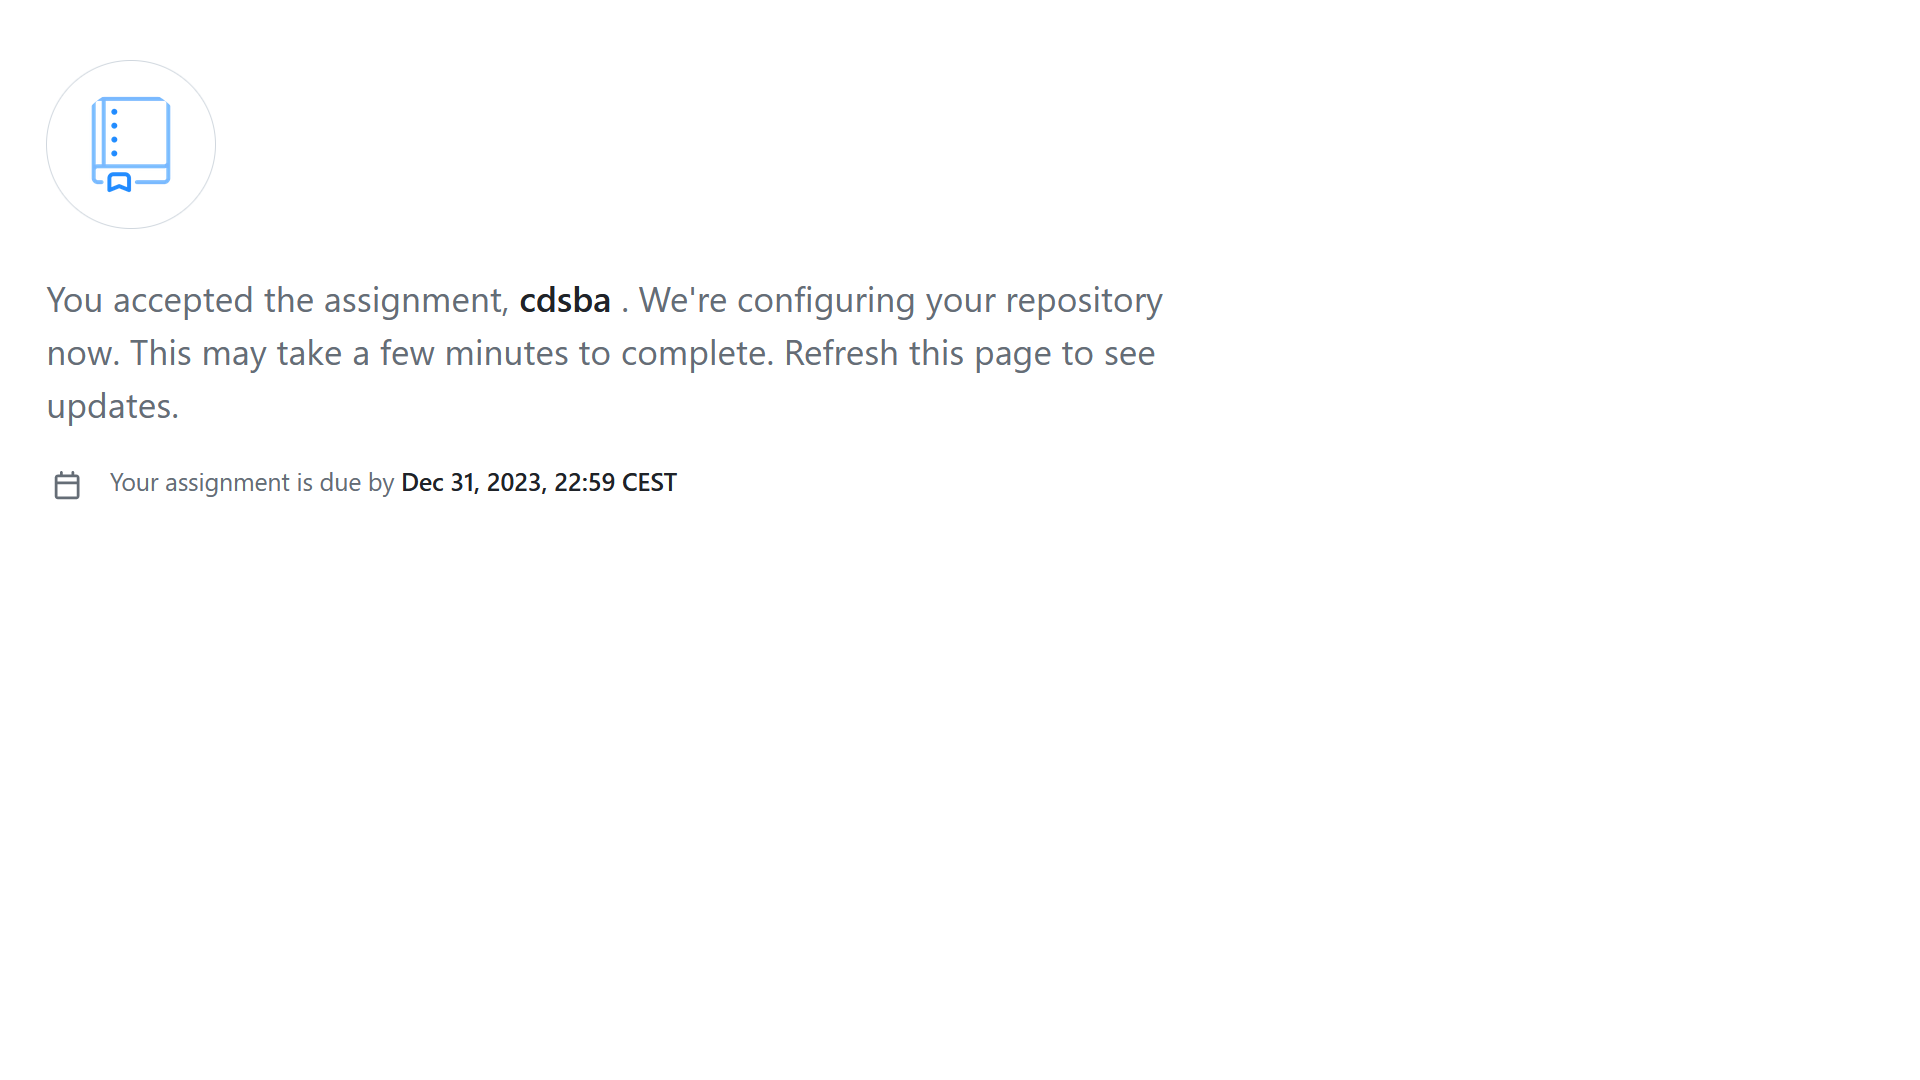 You accepted the assignment, cdsba . We're configuring your repository
now. This may take a few minutes to complete. Refresh this page to see
updates.
Your assignment is due by Dec 31, 2023, 22:59 CEST